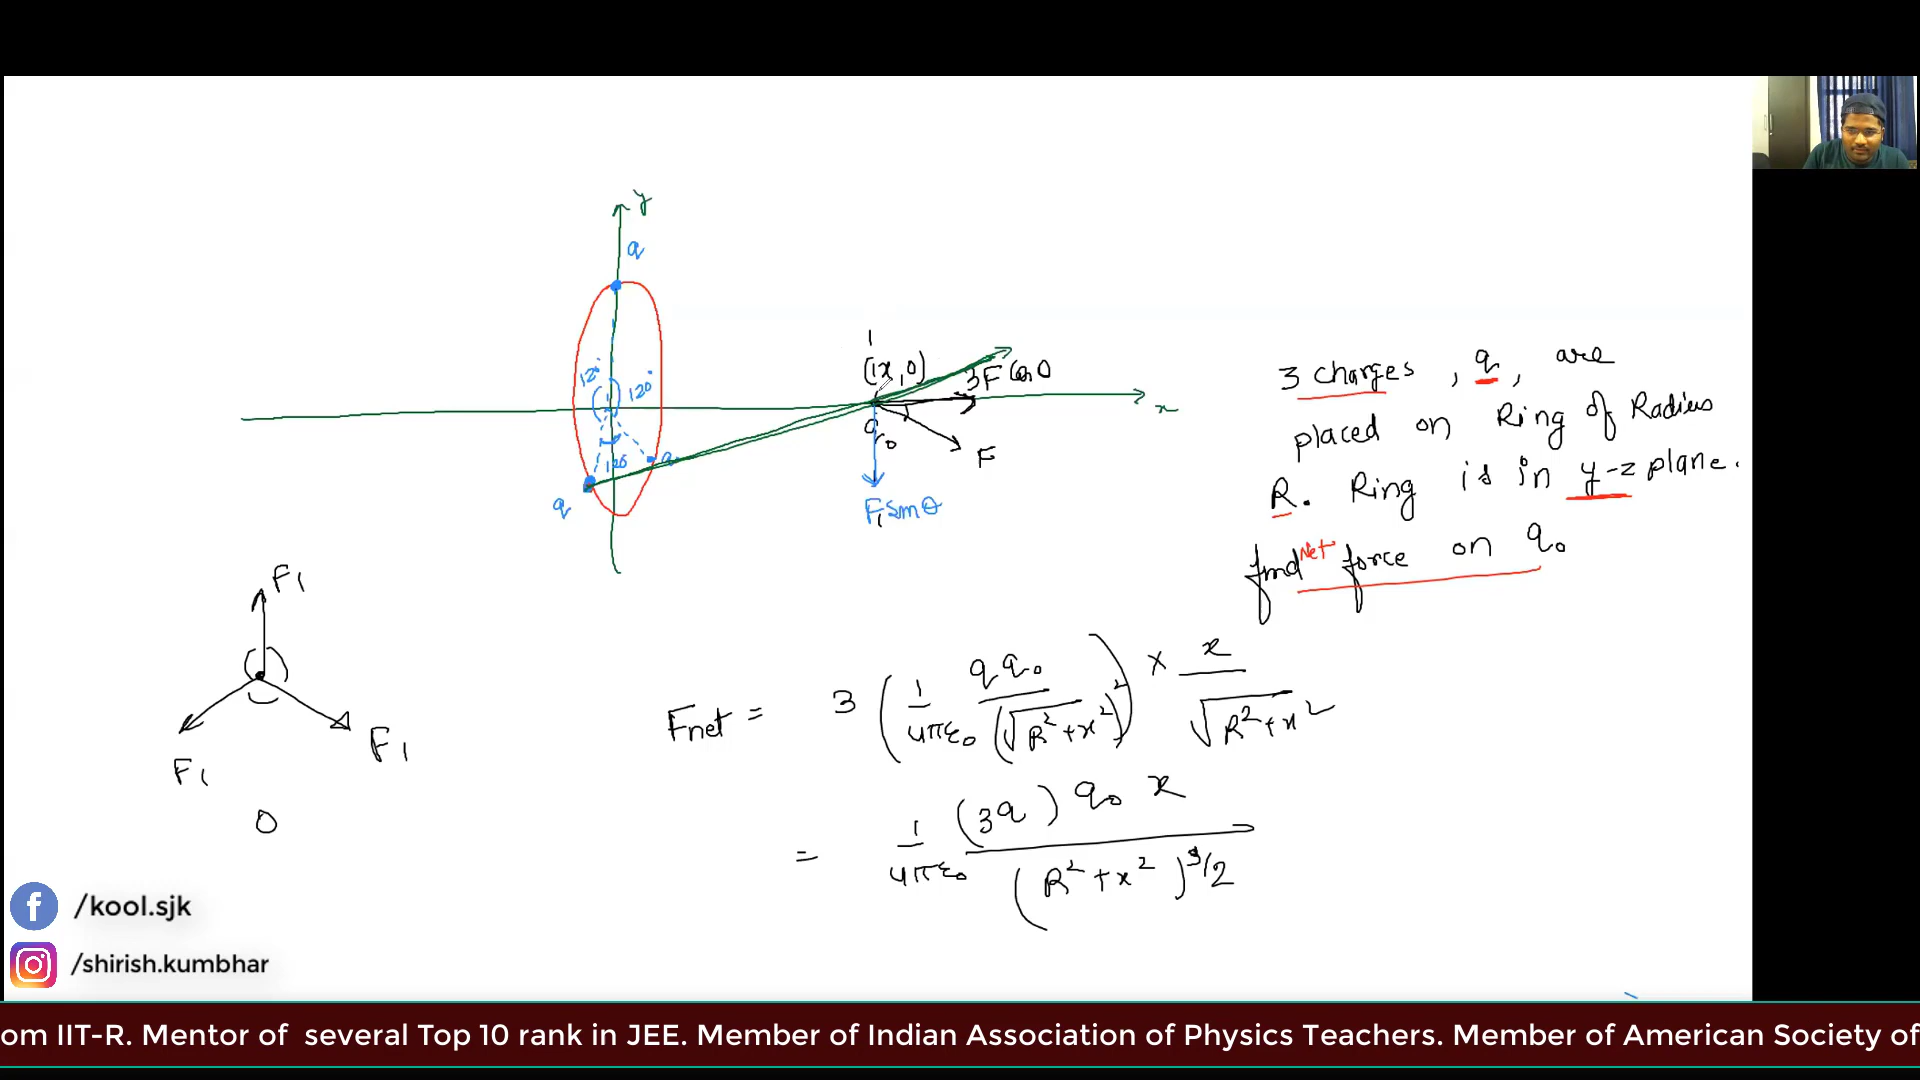 y
q
12°
120°
120
q
q
(x,0)
3F Cosθ
x
q₀
F
F₁ Sinθ
3 charges, q, are
placed on Ring of Radius
R. Ring is in y-z plane.
find Net force on q₀
F₁
F₁
F₁
0
Fnet = 3 (1/4πε₀ qq₀/(√R²+x²)²) × x/√R²+x²
= 1/4πε₀ (3q) q₀ x/(R²+x²)^3/2
/kool.sjk
/shirish.kumbhar
om IIT-R. Mentor of several Top 10 rank in JEE. Member of Indian Association of Physics Teachers. Member of American Society of